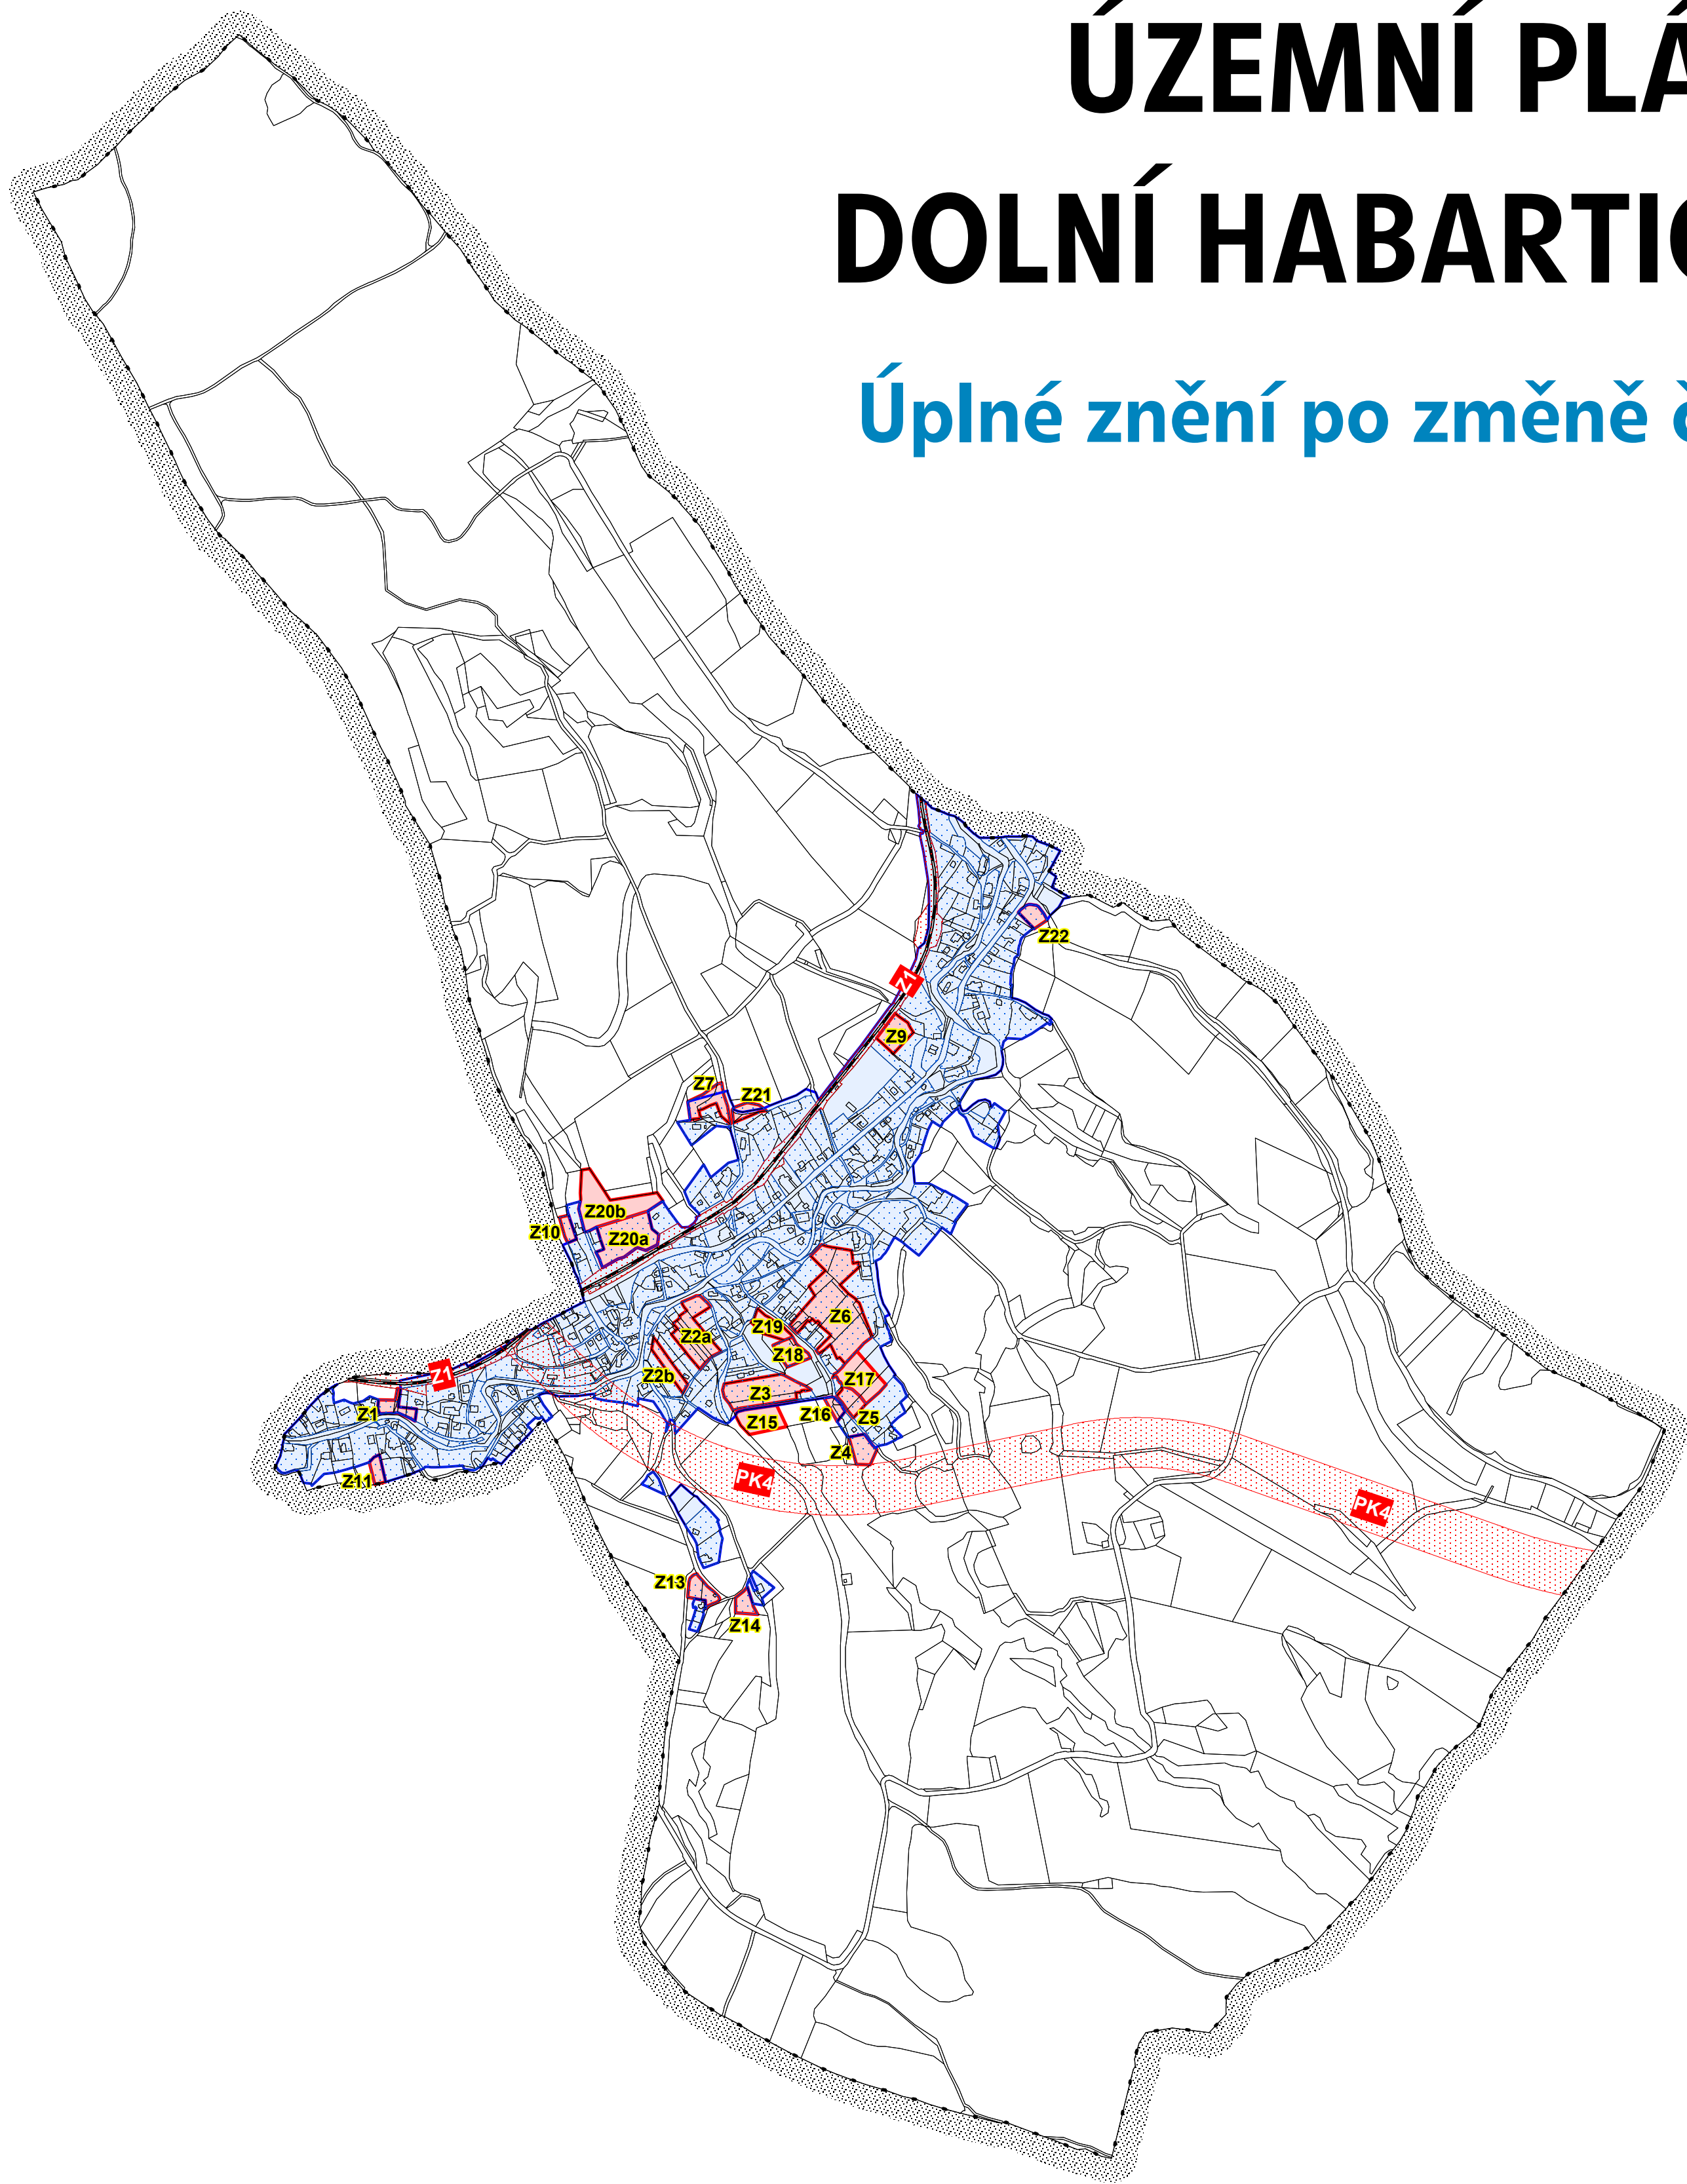 ÚZEMNÍ PLÁ
DOLNÍ HABARTIC
Úplné znění po změně č
Z22
Z1
Z9
Z7
Z21
Z20b
Z10
Z20a
Z6
Z19
Z2a
Z18
Z2b
Z1
Z17
Z3
Z1
Z16
Z5
Z15
Z4
Z11
PK4
PK4
Z13
Z14